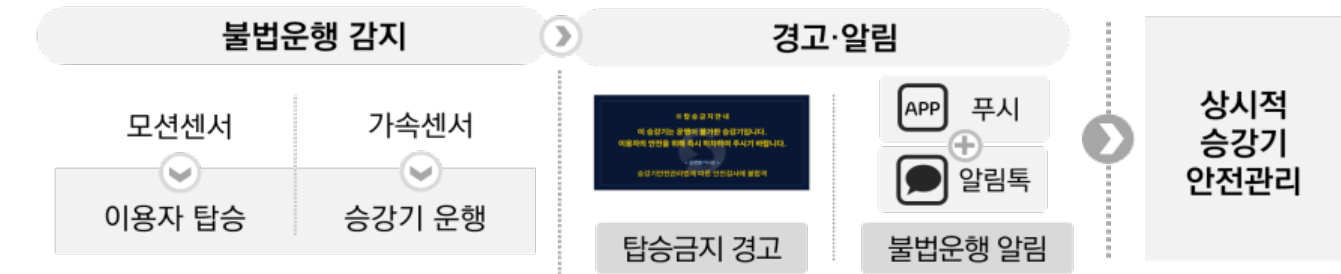 불법운행 감지
경고·알림
모션센서
가속센서
이용자 탑승
승강기 운행
※탑승금지안내
이 승강기는 운행이 불가한 승강기입니다.
이용자의 안전을 위해 즉시 하차하여 주시기 바랍니다.
승강기안전관리법에 따른 안전검사에 불합격
탑승금지 경고
APP 푸시
알림톡
불법운행 알림
상시적
승강기
안전관리